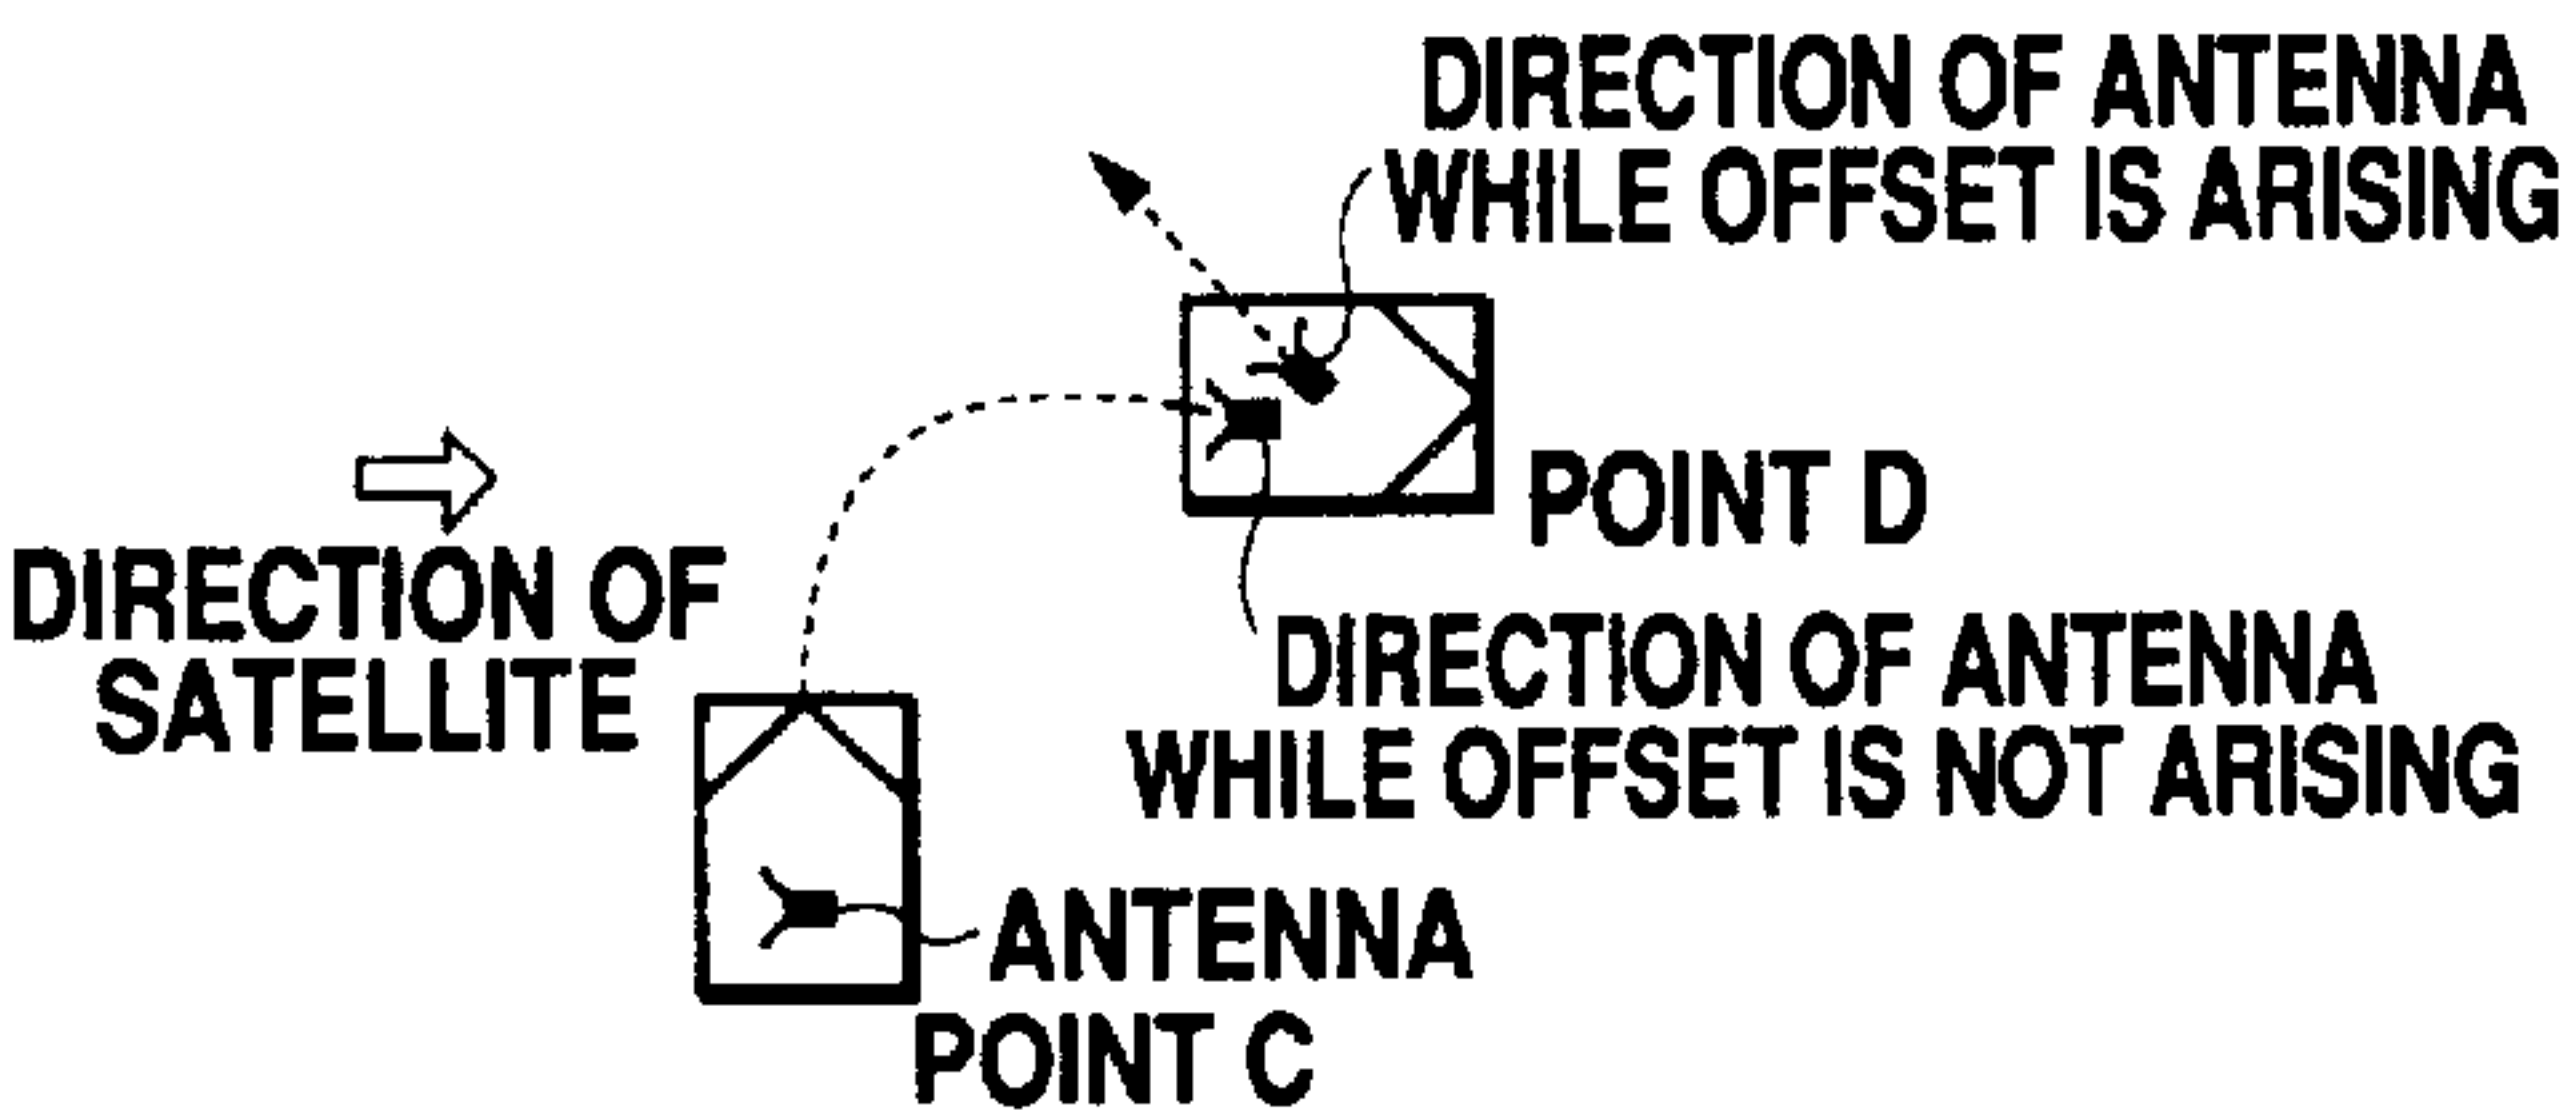 DIRECTION OF ANTENNA
WHILE OFFSET IS ARISING
POINT D
DIRECTION OF
SATELLITE
DIRECTION OF ANTENNA
WHILE OFFSET IS NOT ARISING
ANTENNA
POINT C